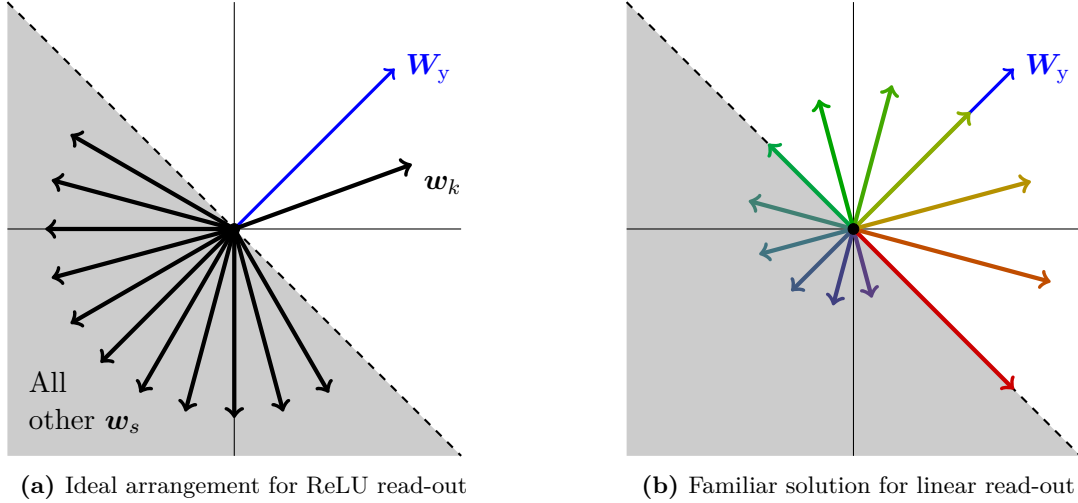 W_y
w_k
All
other w_s
(a) Ideal arrangement for ReLU read-out
W_y
(b) Familiar solution for linear read-out